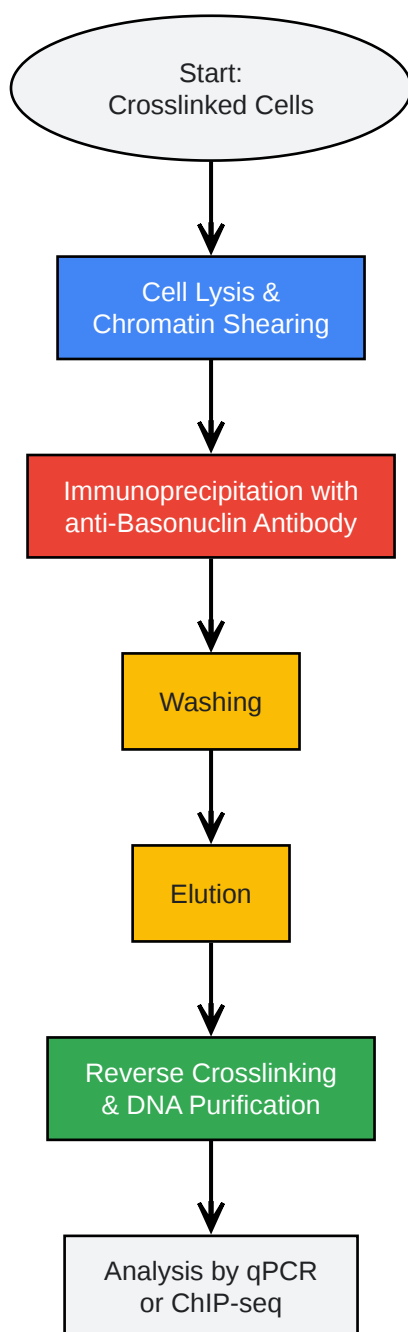 Start:
Crosslinked Cells
Cell Lysis &
Chromatin Shearing
Immunoprecipitation with
anti-Basonuclin Antibody
Washing
Elution
Reverse Crosslinking
& DNA Purification
Analysis by qPCR
or ChIP-seq